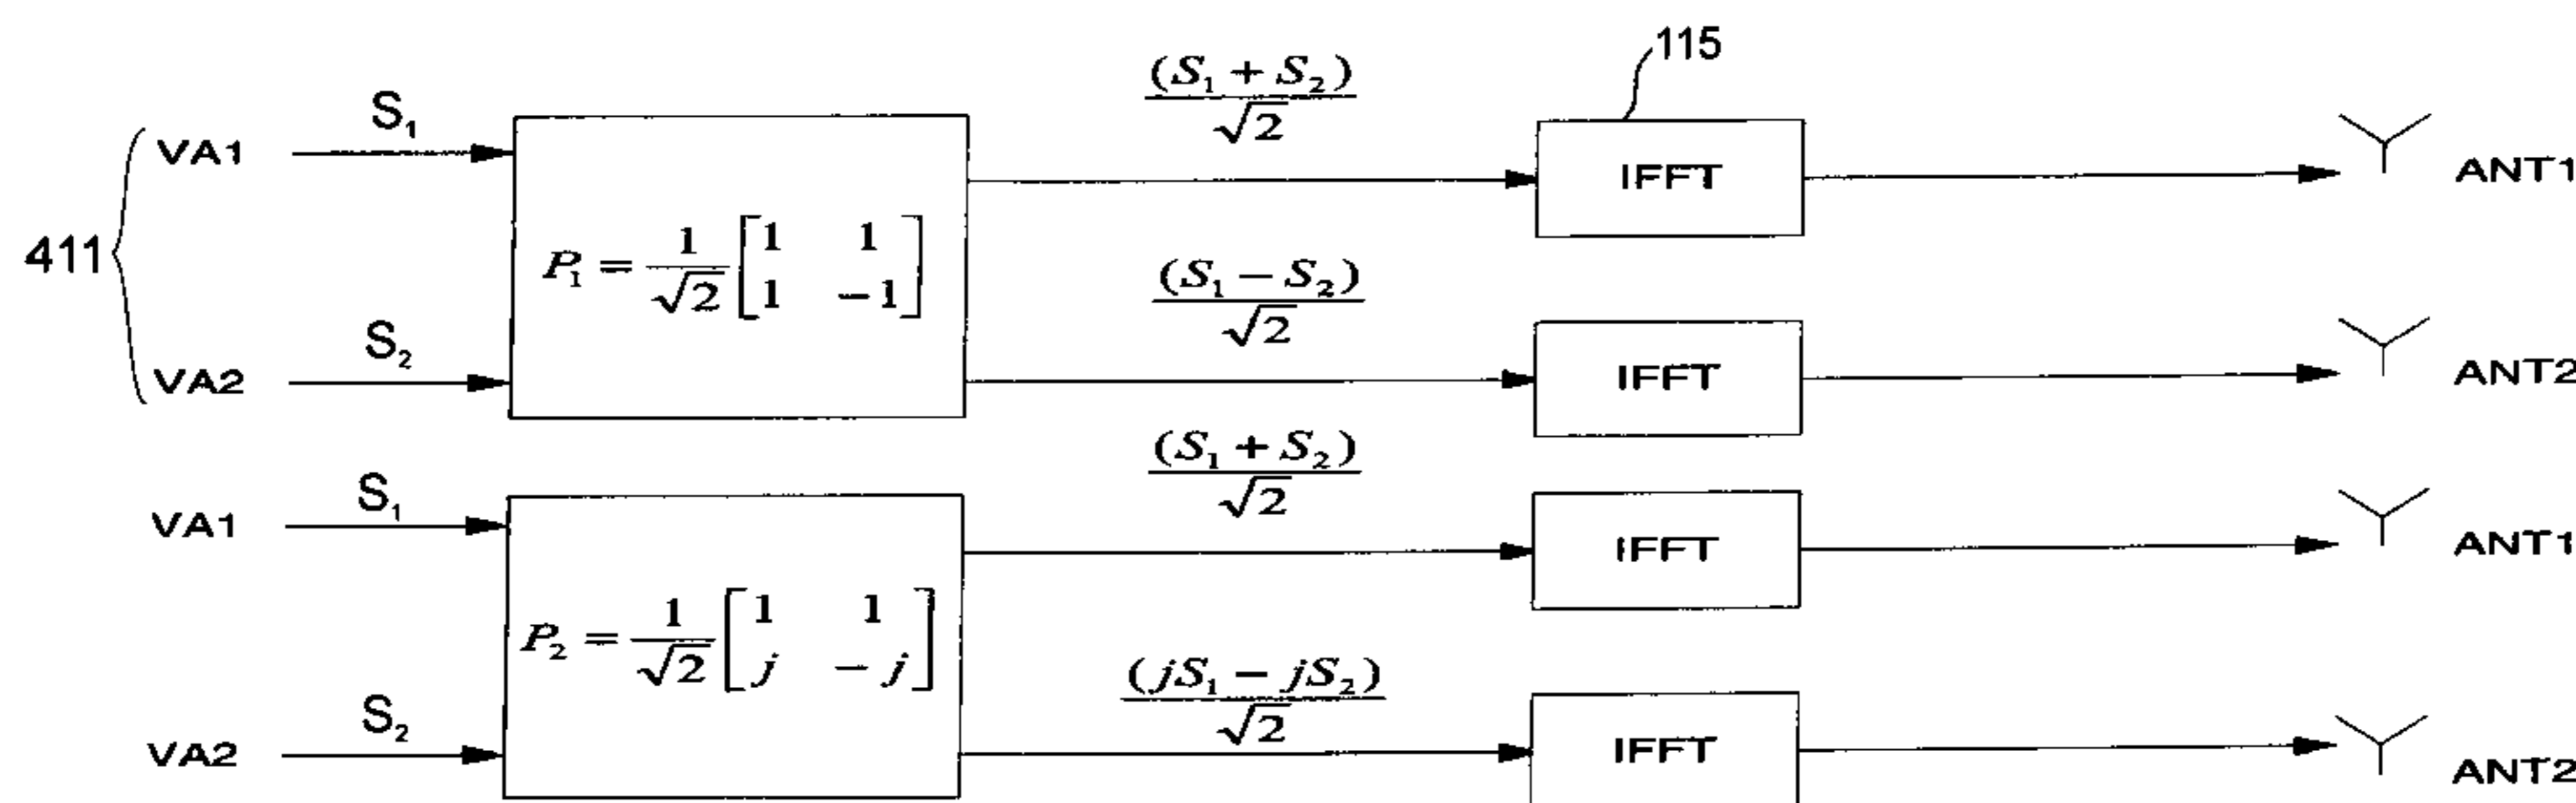 115
(S₁ + S₂)/√2
S₁
VA1
IFFT
ANT1
411
P₁ = 1/√2 [1 1; 1 -1]
(S₁ − S₂)/√2
S₂
VA2
IFFT
ANT2
(S₁ + S₂)/√2
S₁
VA1
IFFT
ANT1
P₂ = 1/√2 [1 1; j -j]
(jS₁ − jS₂)/√2
S₂
VA2
IFFT
ANT2